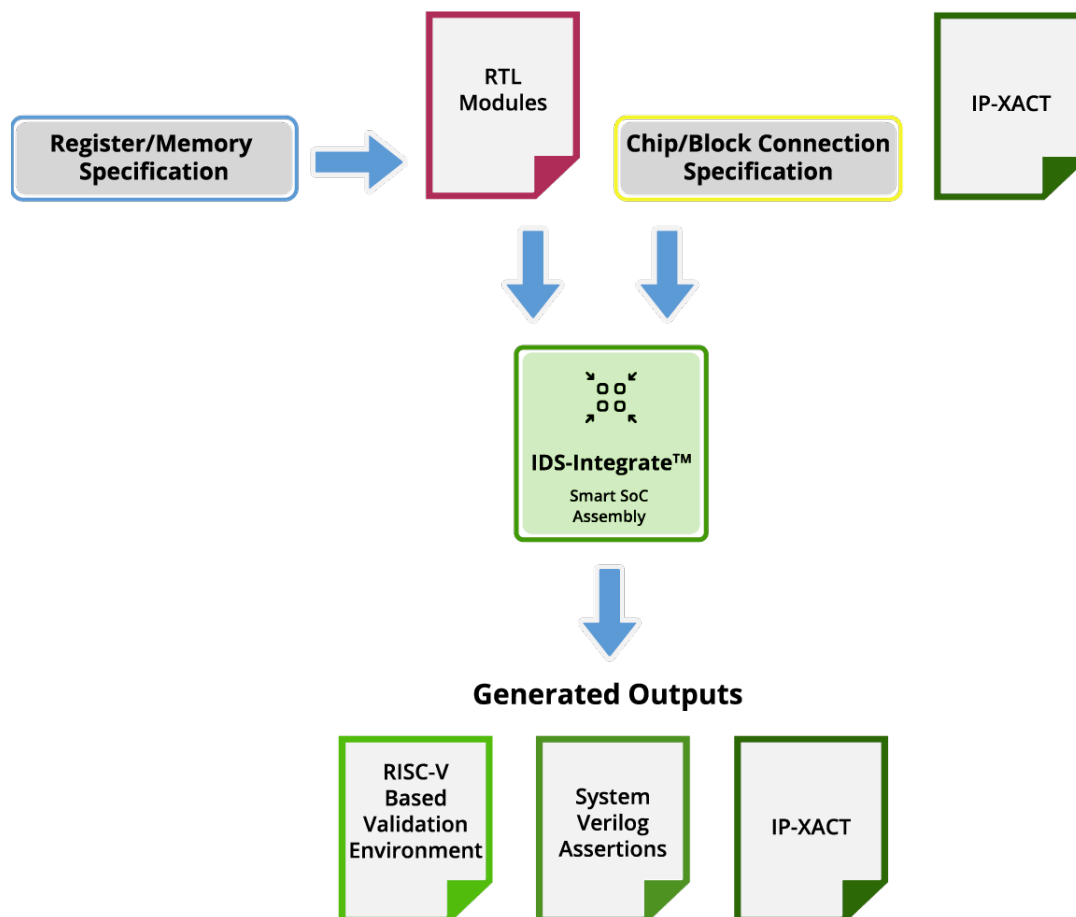 RTL
Modules
IP-XACT
Register/Memory
Specification
Chip/Block Connection
Specification
IDS-Integrate™
Smart SoC
Assembly
Generated Outputs
RISC-V
Based
Validation
Environment
System
Verilog
Assertions
IP-XACT